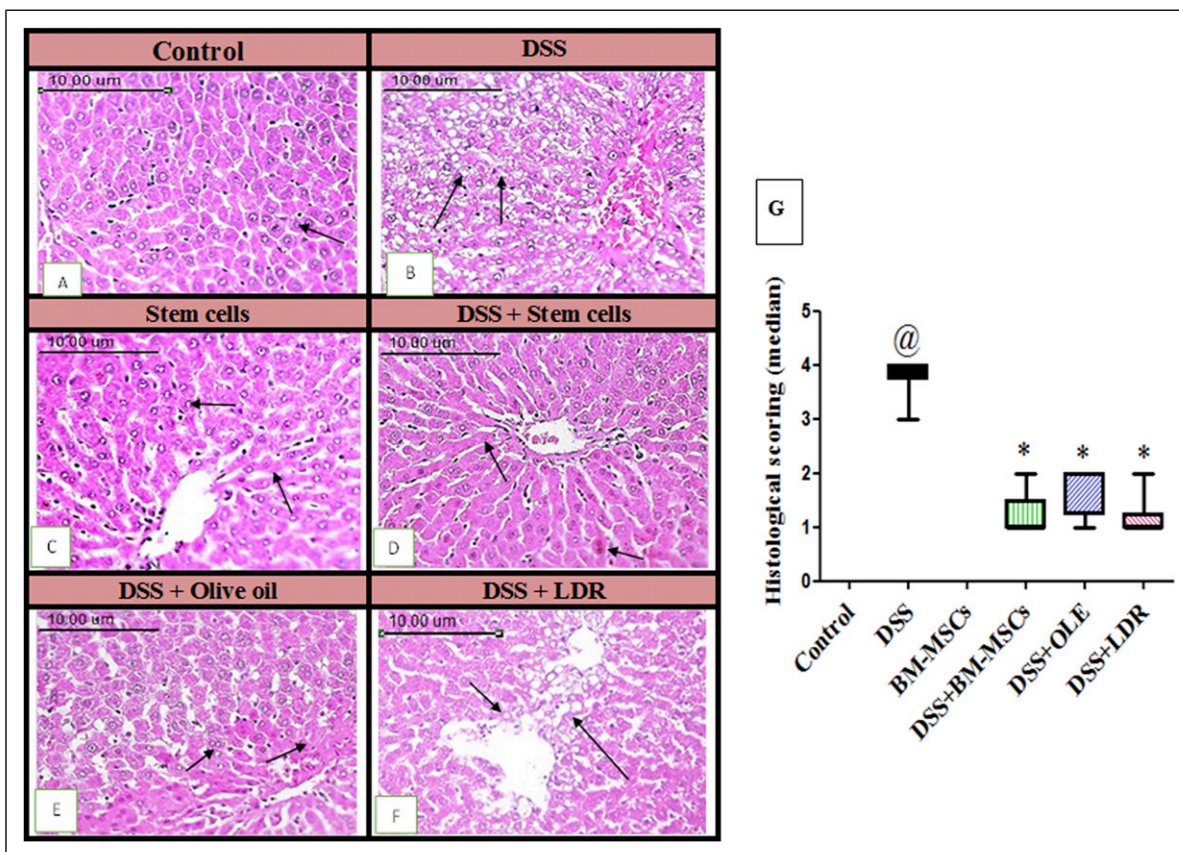 Control
DSS
10.00 um
10.00 um
A
B
Stem cells
DSS + Stem cells
10.00 um
10.00 um
C
D
DSS + Olive oil
DSS + LDR
10.00 um
10.00 um
E
F
G
Histological scoring (median)
5
4
3
2
1
0
@
*
*
*
Control
DSS
BM-MSCs
DSS+BM-MSCs
DSS+OLE
DSS+LDR